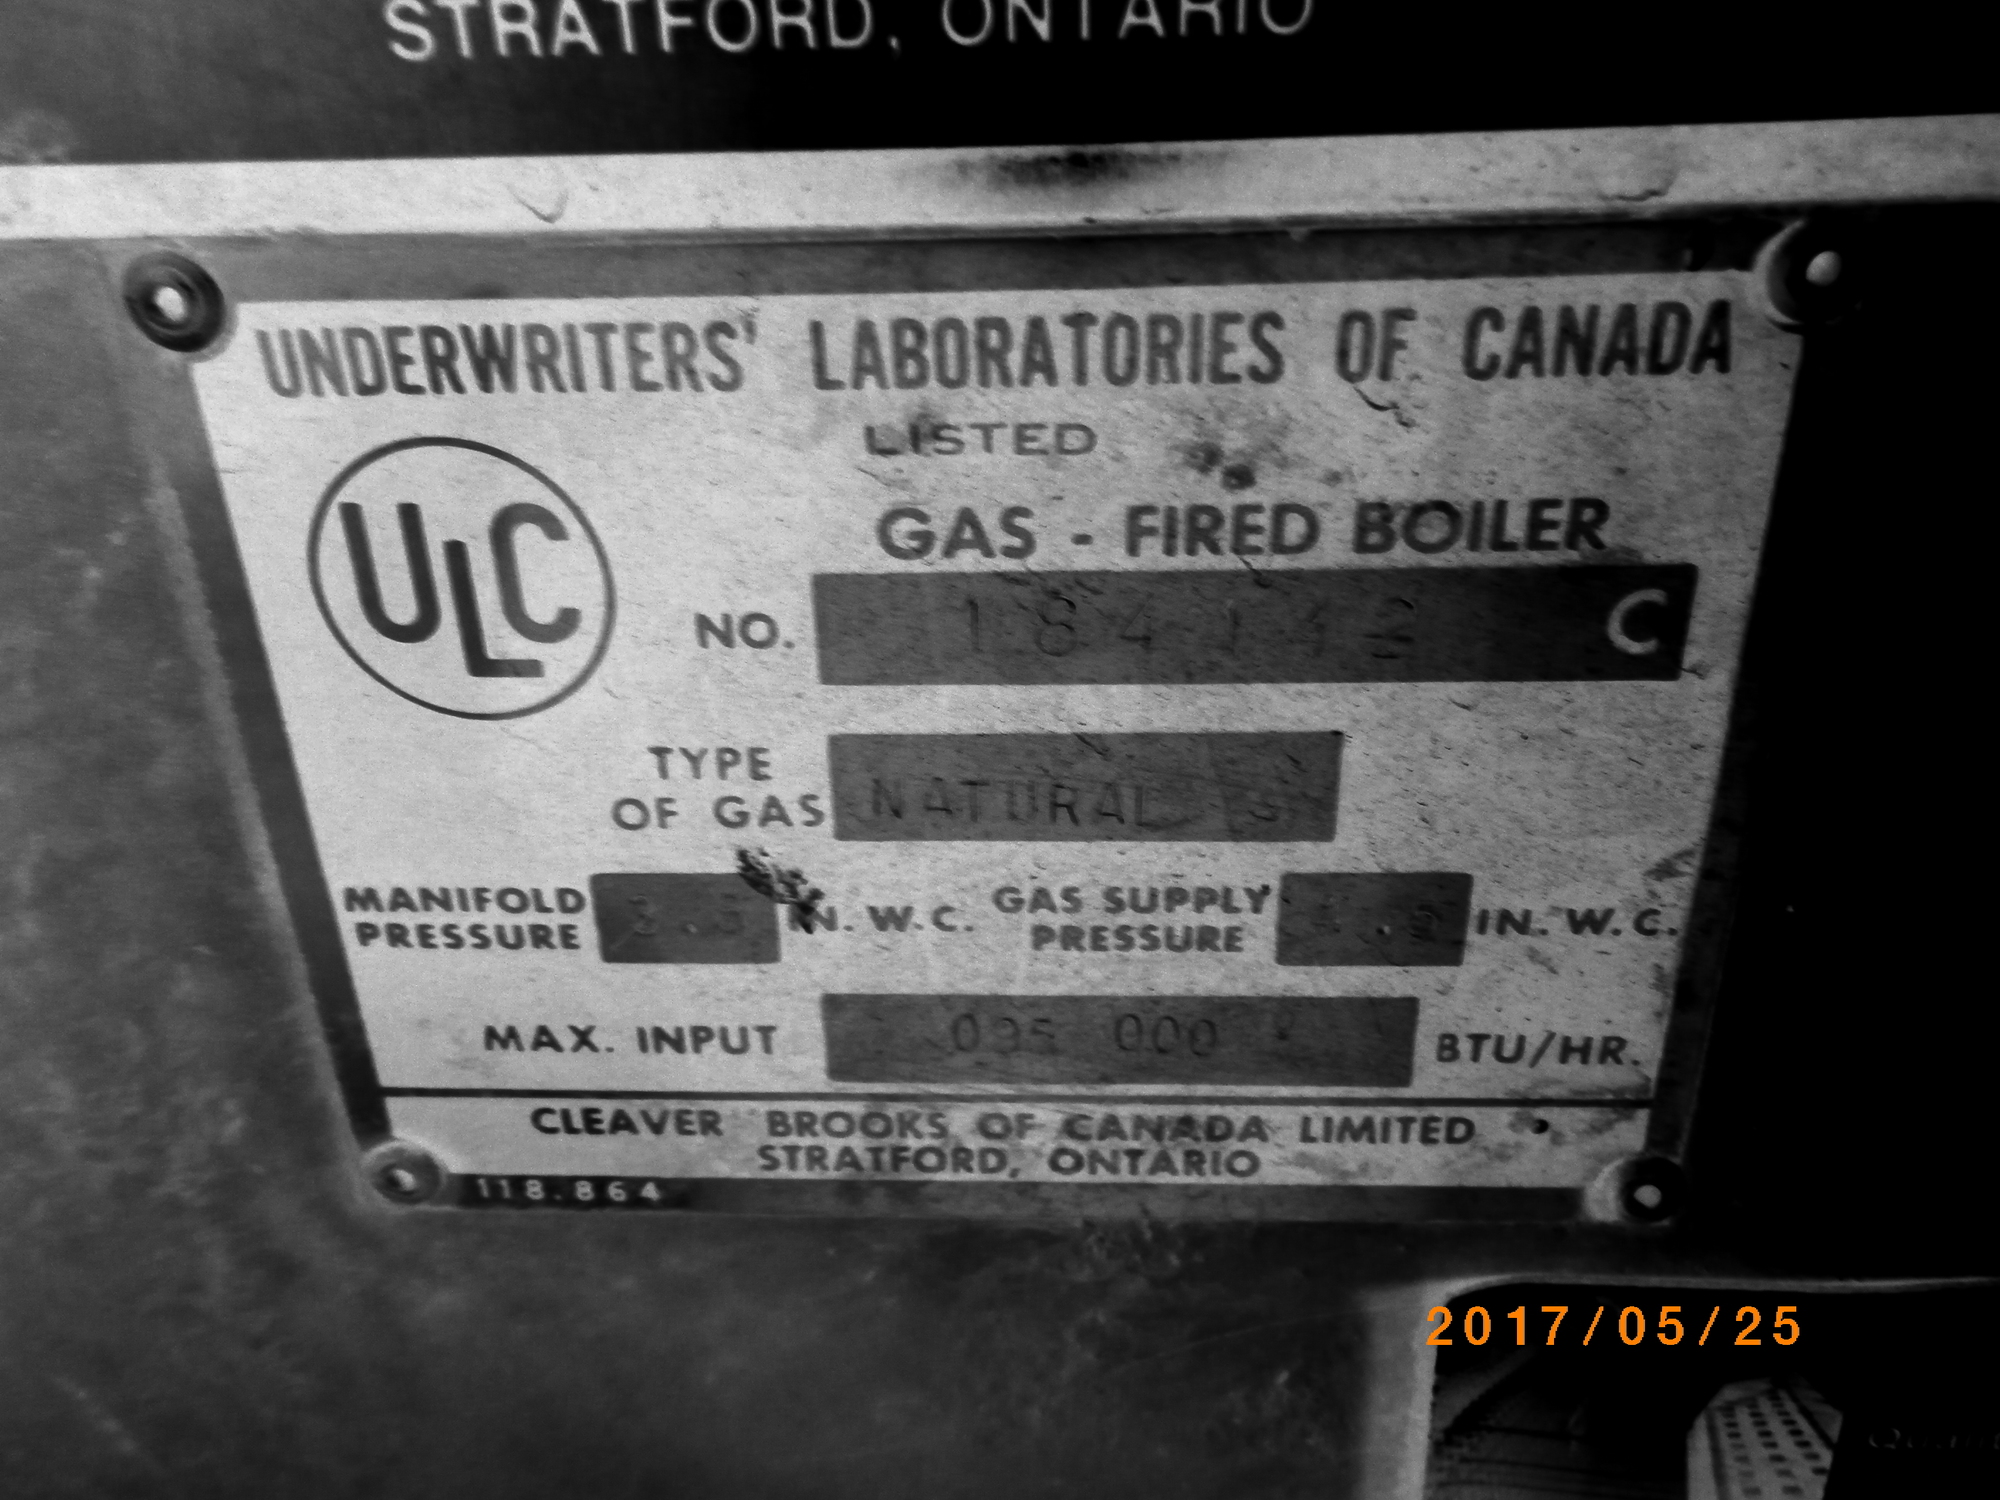 STRATFORD, ONTARIO
UNDERWRITERS' LABORATORIES OF CANADA
LISTED
ULC
GAS - FIRED BOILER
NO. C
TYPE
OF GAS NATURAL
MANIFOLD
PRESSURE IN. W.C.
GAS SUPPLY
PRESSURE IN. W.C.
MAX. INPUT 000 BTU/HR.
CLEAVER BROOKS OF CANADA LIMITED
STRATFORD, ONTARIO
118.864
2017/05/25